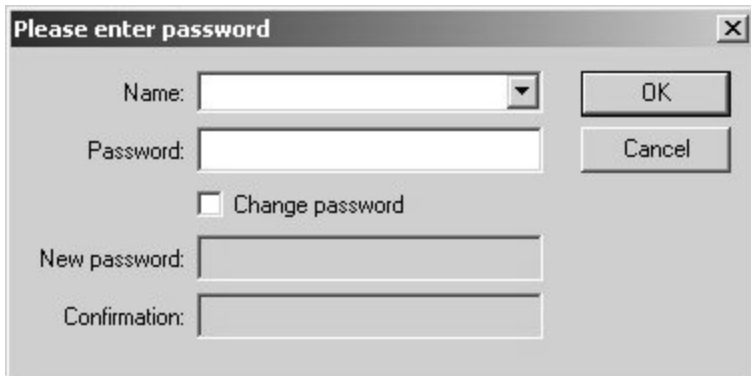 Please enter password
Name:
OK
Password:
Cancel
Change password
New password:
Confirmation: